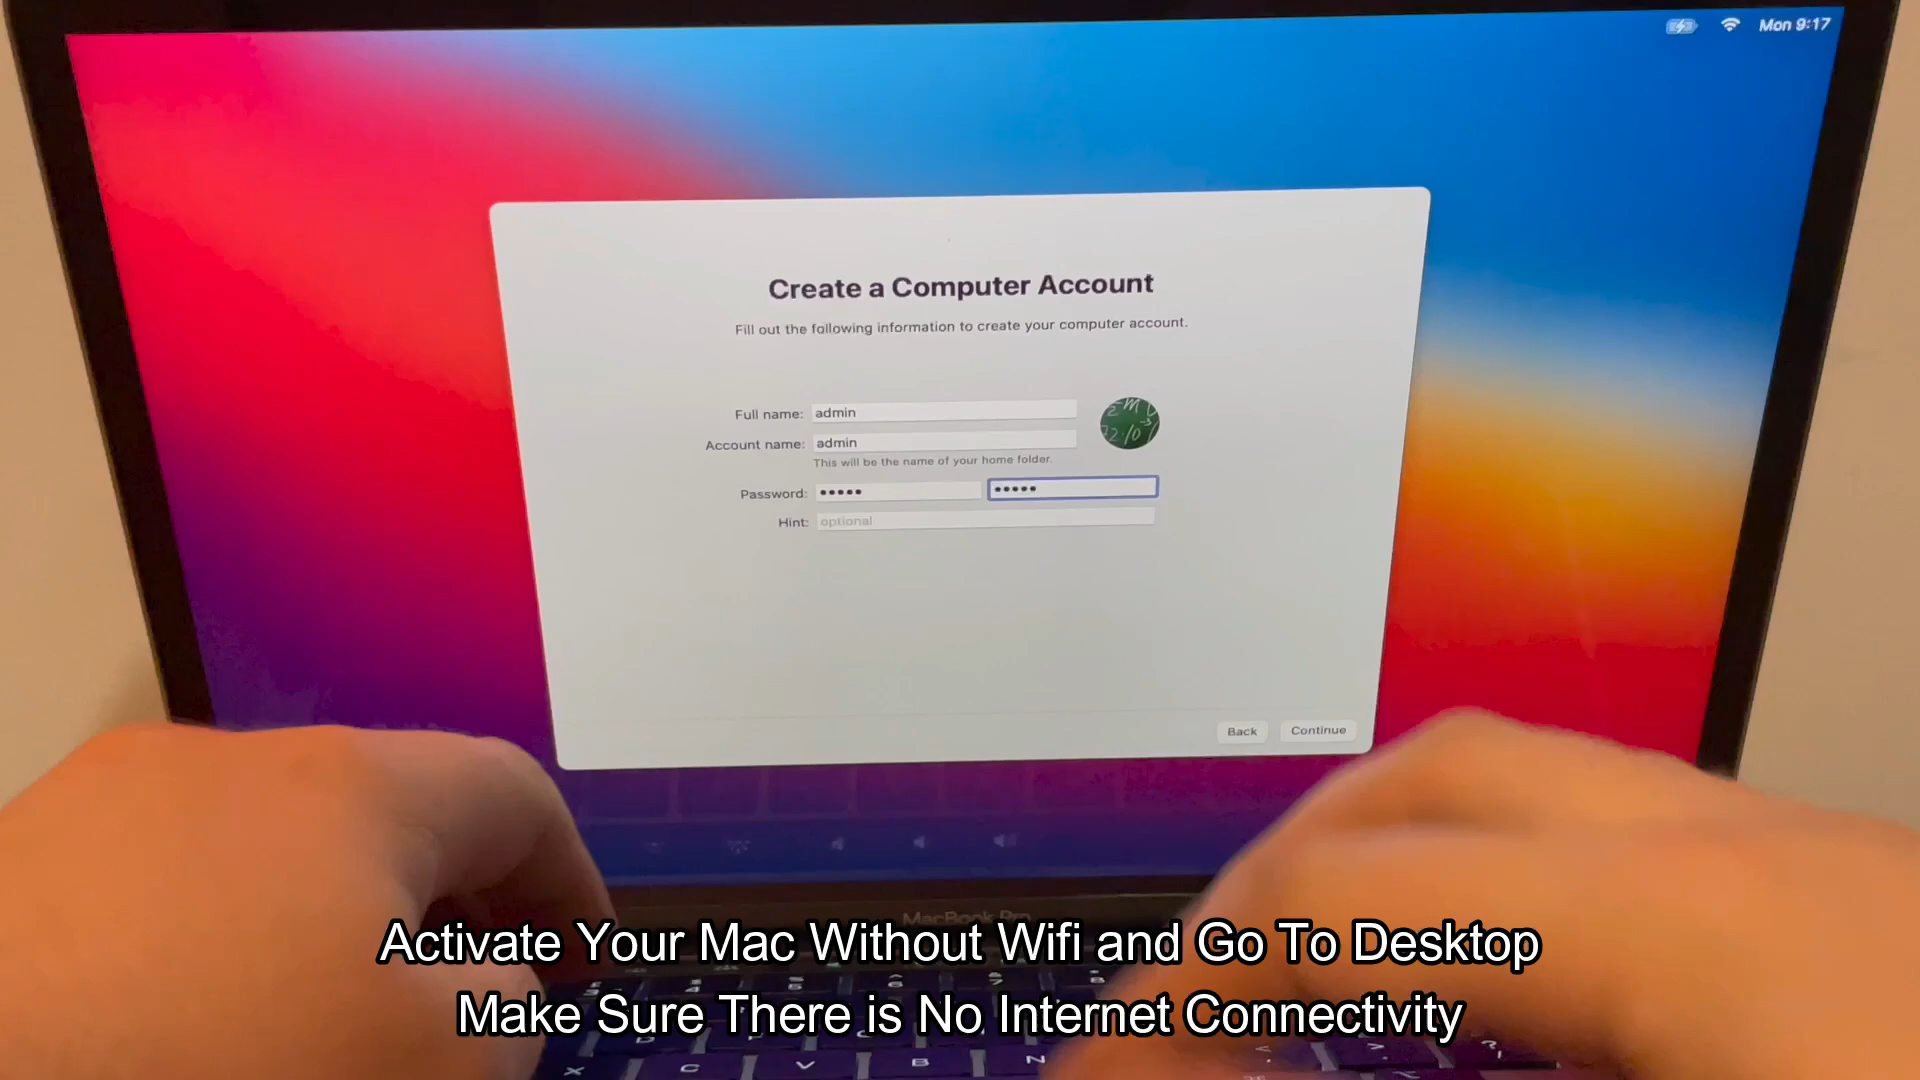 Mon 9:17
Create a Computer Account
Fill out the following information to create your computer account.
Full name: admin
Account name: admin
This will be the name of your home folder.
Password: ••••• •••••
Hint: optional
Back Continue
MacBook Pro
Activate Your Mac Without Wifi and Go To Desktop
Make Sure There is No Internet Connectivity
X C V B N